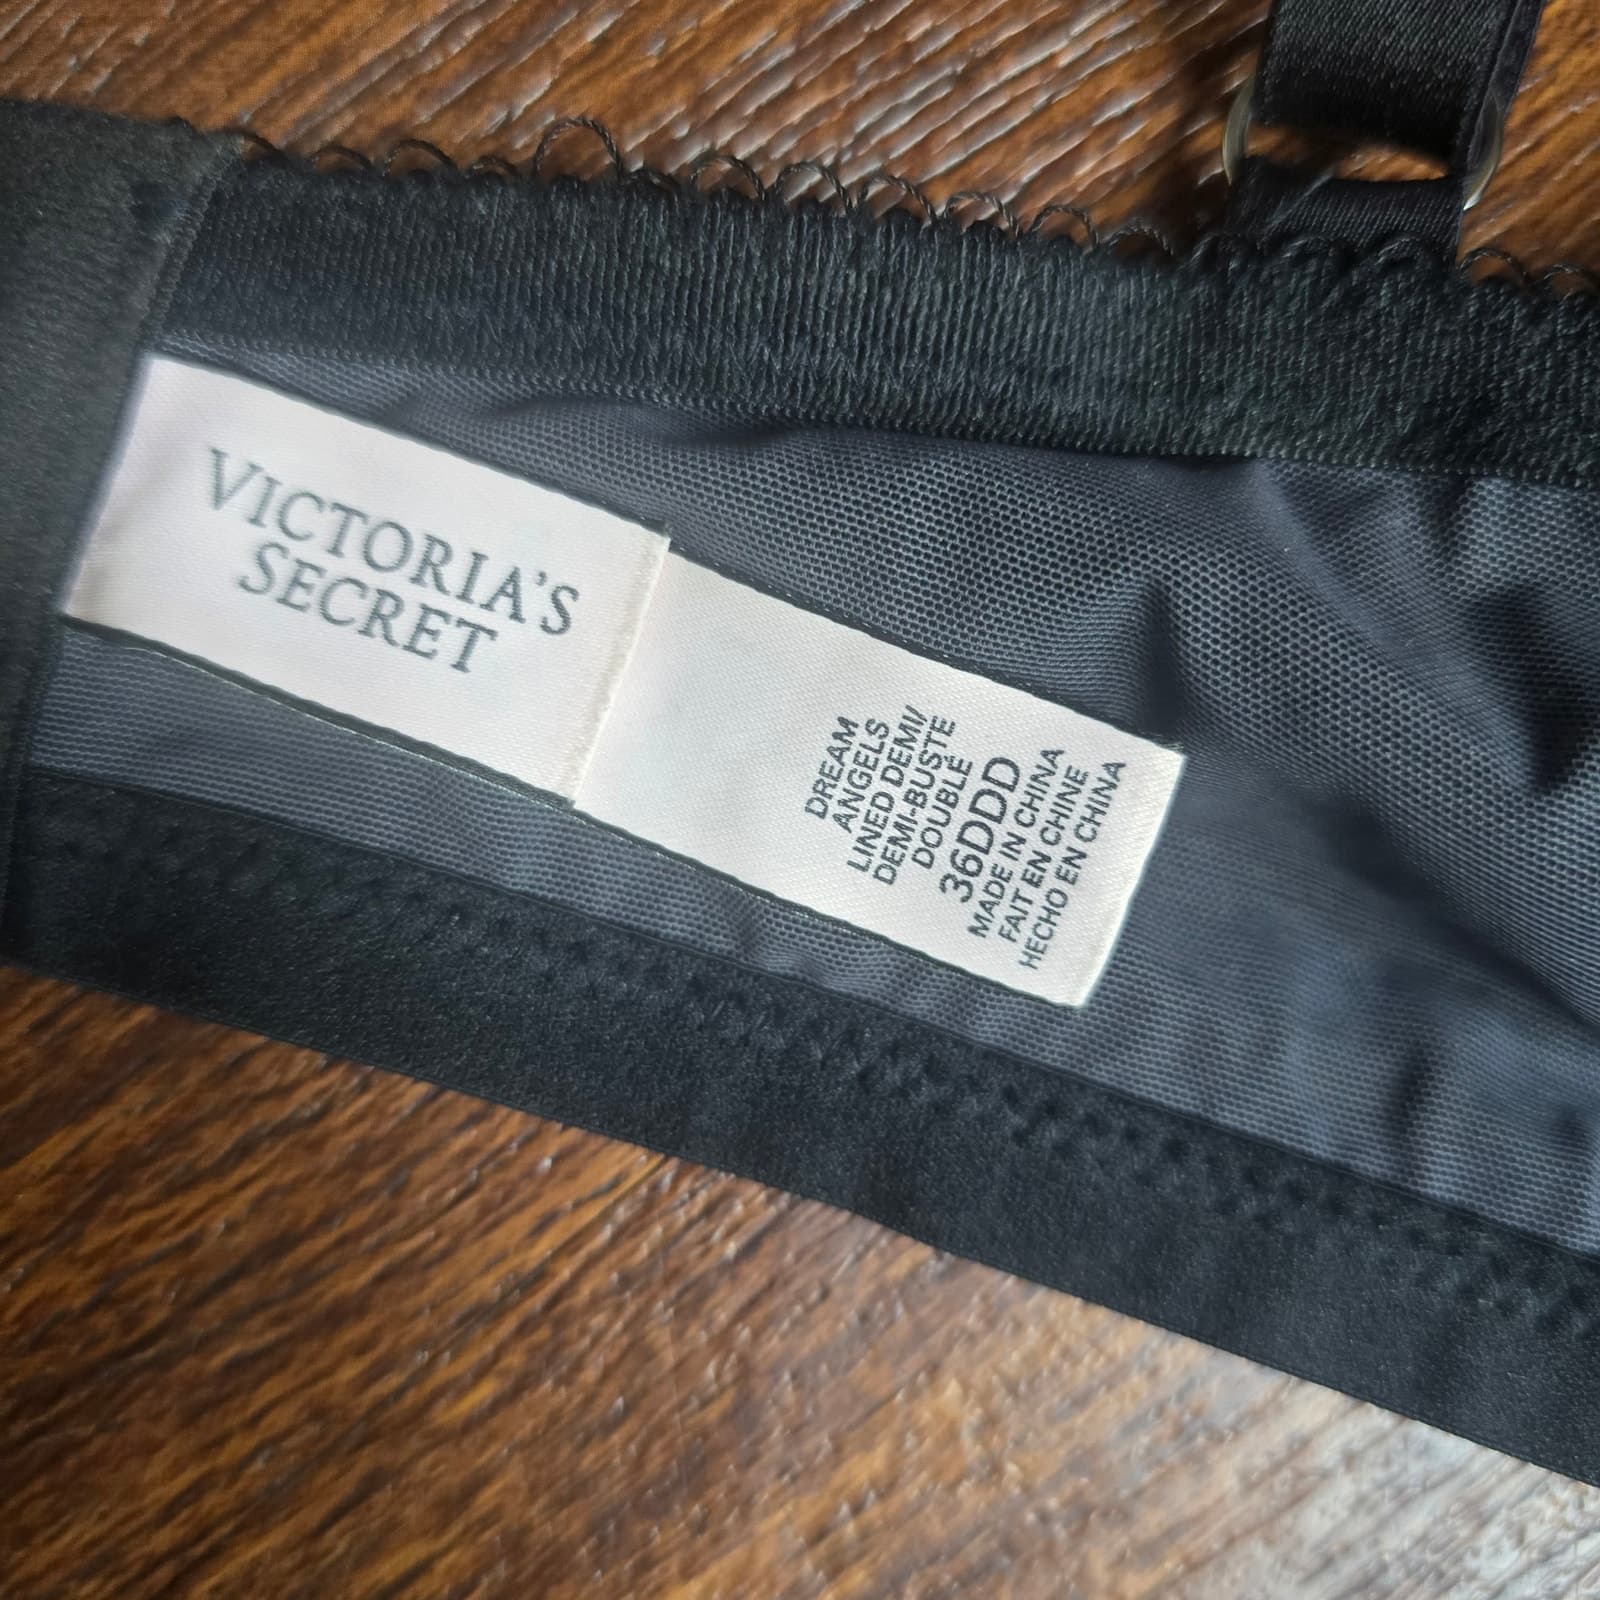 VICTORIA'S
SECRET
DREAM
ANGELS
LINED DEMI/
DEMI-BUSTE
DOUBLÉ
36DDD
MADE IN CHINA
FAIT EN CHINE
HECHO EN CHINA